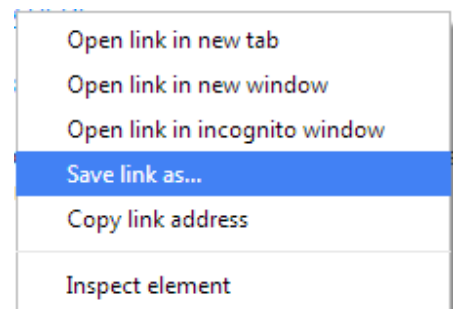 Open link in new tab
Open link in new window
Open link in incognito window
Save link as...
Copy link address
Inspect element